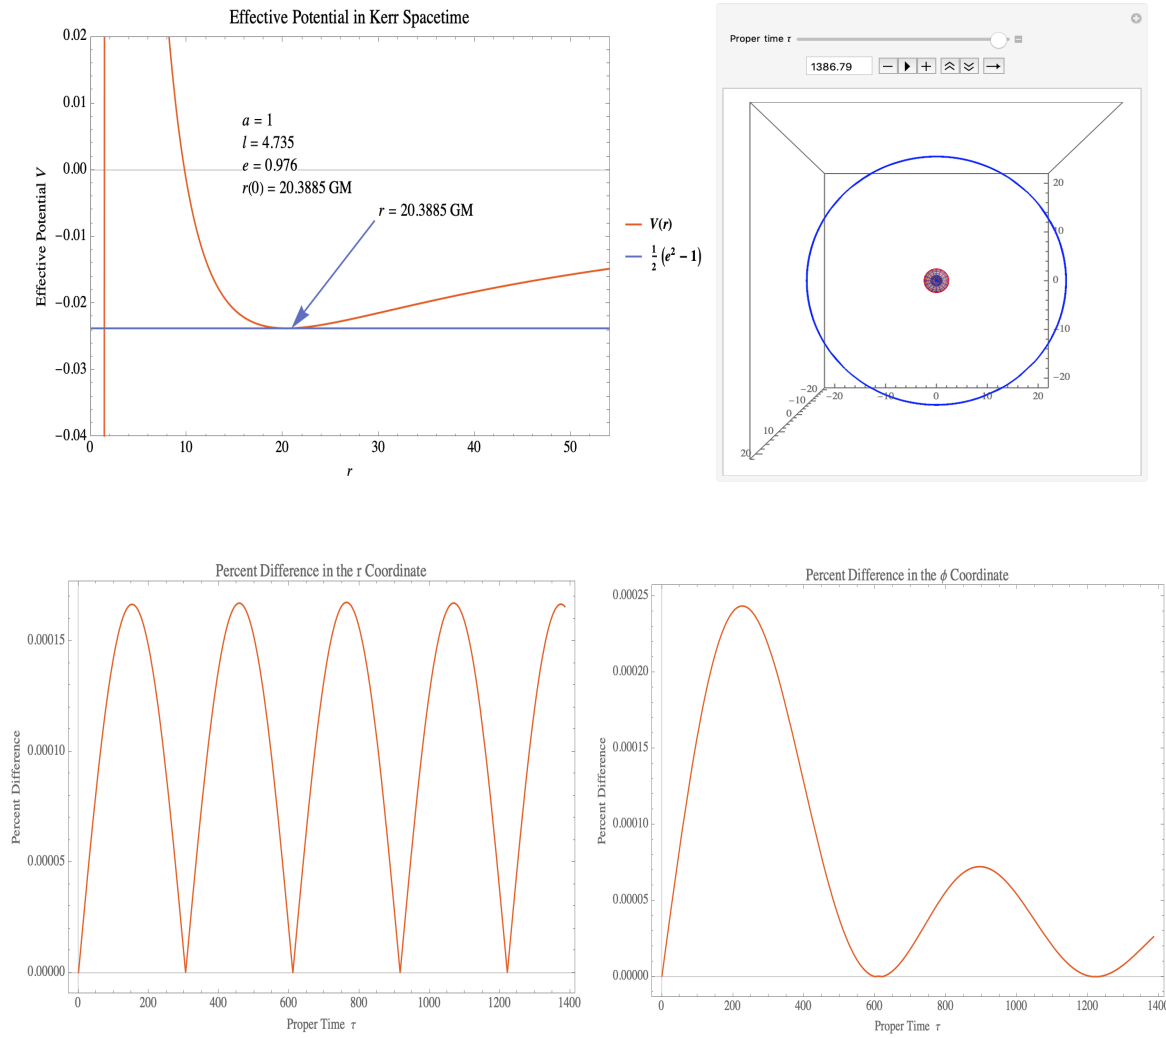 Effective Potential in Kerr Spacetime
0.02
0.01
0.00
−0.01
−0.02
−0.03
−0.04
Effective Potential V
a = 1
l = 4.735
e = 0.976
r(0) = 20.3885 GM
r = 20.3885 GM
0 10 20 30 40 50
r
V(r)
½ (e² − 1)
Proper time τ
1386.79
20
10
0
−10
−20
−20 −10 0 10 20
−20
−10
0
10
20
Percent Difference in the r Coordinate
0.00015
0.00010
0.00005
0.00000
Percent Difference
0 200 400 600 800 1000 1200 1400
Proper Time τ
Percent Difference in the ϕ Coordinate
0.00025
0.00020
0.00015
0.00010
0.00005
0.00000
Percent Difference
0 200 400 600 800 1000 1200 1400
Proper Time τ